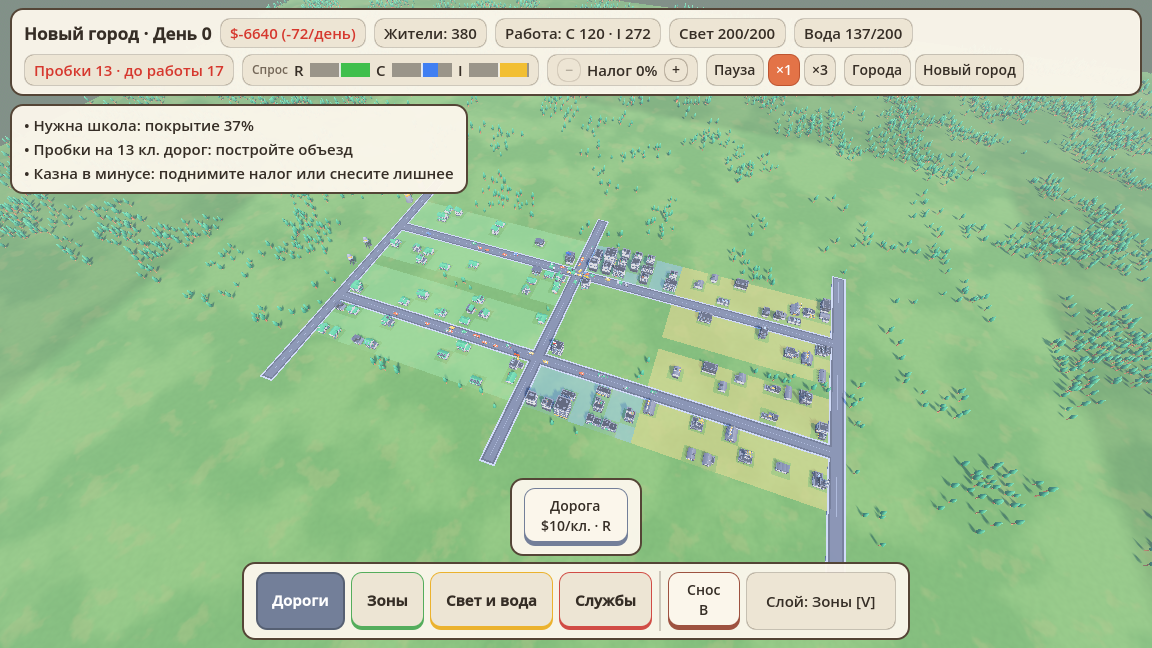 Новый город · День 0
$-6640 (-72/день)
Жители: 380
Работа: C 120 · I 272
Свет 200/200
Вода 137/200
Пробки 13 · до работы 17
Спрос R C I
− Налог 0% +
Пауза
×1
×3
Города
Новый город
• Нужна школа: покрытие 37%
• Пробки на 13 кл. дорог: постройте объезд
• Казна в минусе: поднимите налог или снесите лишнее
Дорога
$10/кл. · R
Дороги
Зоны
Свет и вода
Службы
Снос
B
Слой: Зоны [V]